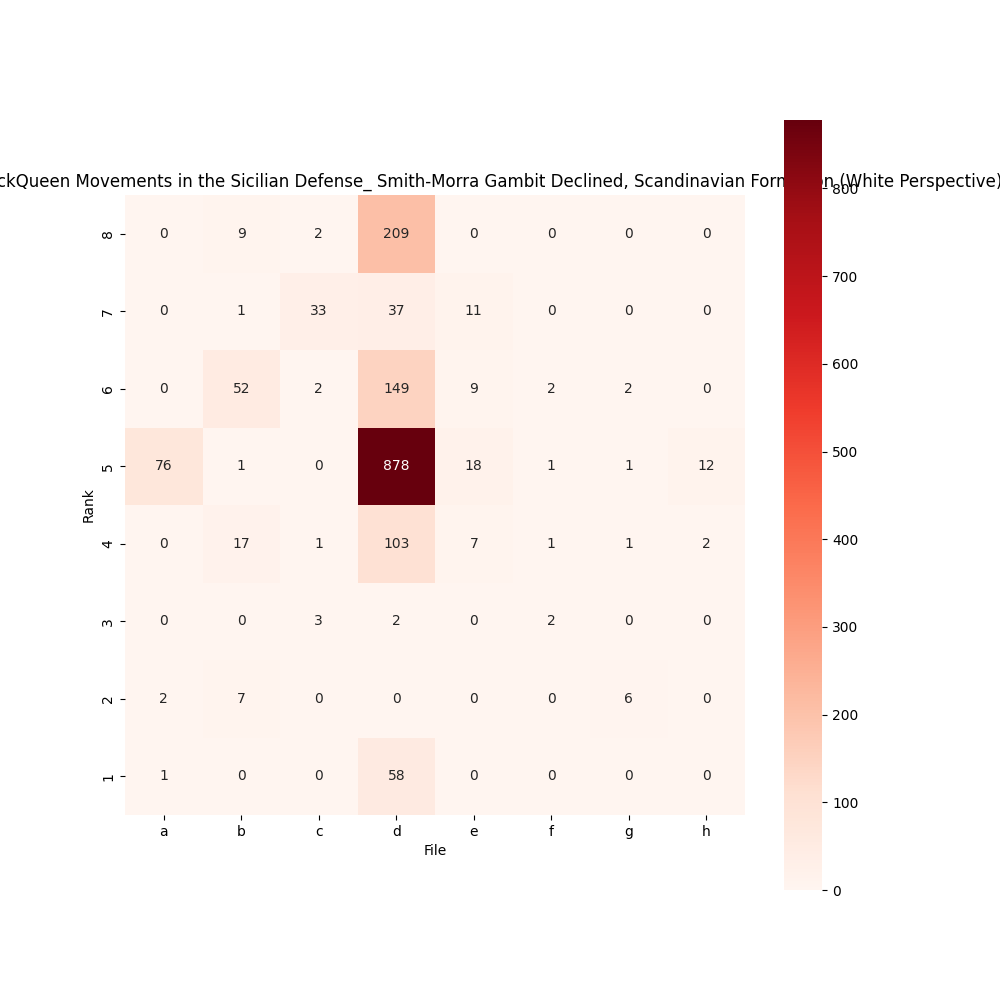 ckQueen Movements in the Sicilian Defense_ Smith-Morra Gambit Declined, Scandinavian Formation (White Perspective)
8 0 9 2 209 0 0 0 0
7 0 1 33 37 11 0 0 0
6 0 52 2 149 9 2 2 0
5 76 1 0 878 18 1 1 12
4 0 17 1 103 7 1 1 2
3 0 0 3 2 0 2 0 0
2 2 7 0 0 0 0 6 0
1 1 0 0 58 0 0 0 0
a b c d e f g h
File
Rank
800
700
600
500
400
300
200
100
0